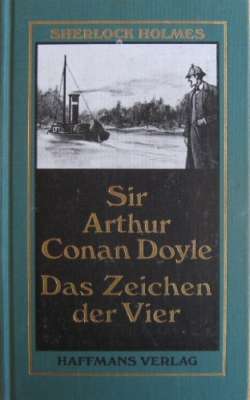 SHERLOCK HOLMES
Sir
Arthur
Conan Doyle
Das Zeichen
der Vier
HAFFMANS VERLAG